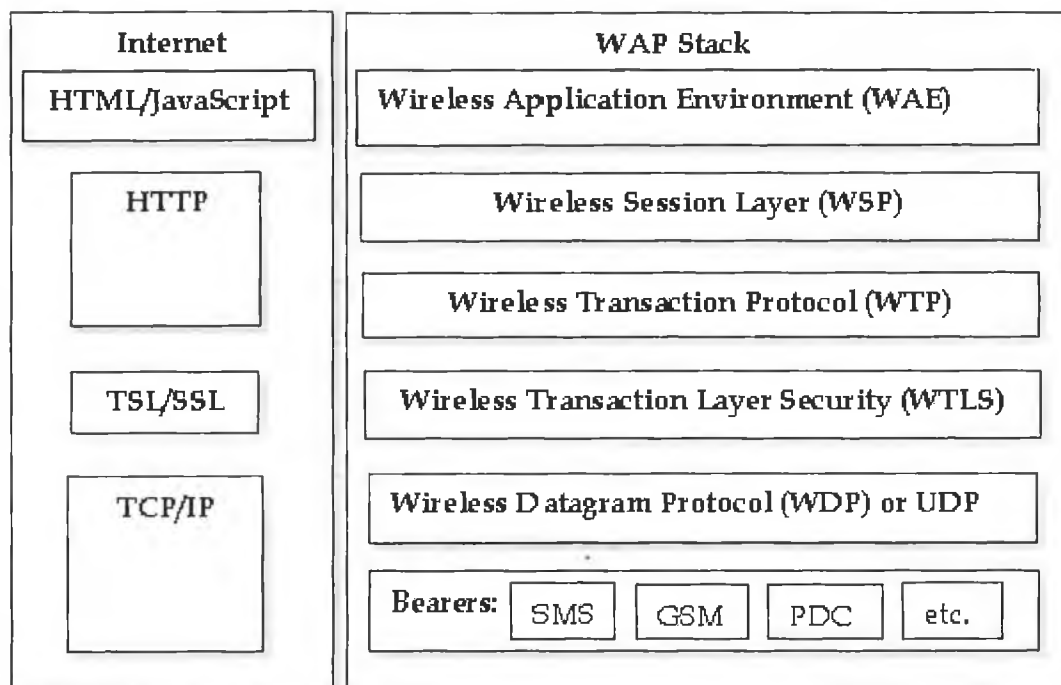 Internet
HTML/JavaScript
HTTP
TSL/SSL
TCP/IP
WAP Stack
Wireless Application Environment (WAE)
Wireless Session Layer (WSP)
Wireless Transaction Protocol (WTP)
Wireless Transaction Layer Security (WTLS)
Wireless Datagram Protocol (WDP) or UDP
Bearers: SMS GSM PDC etc.